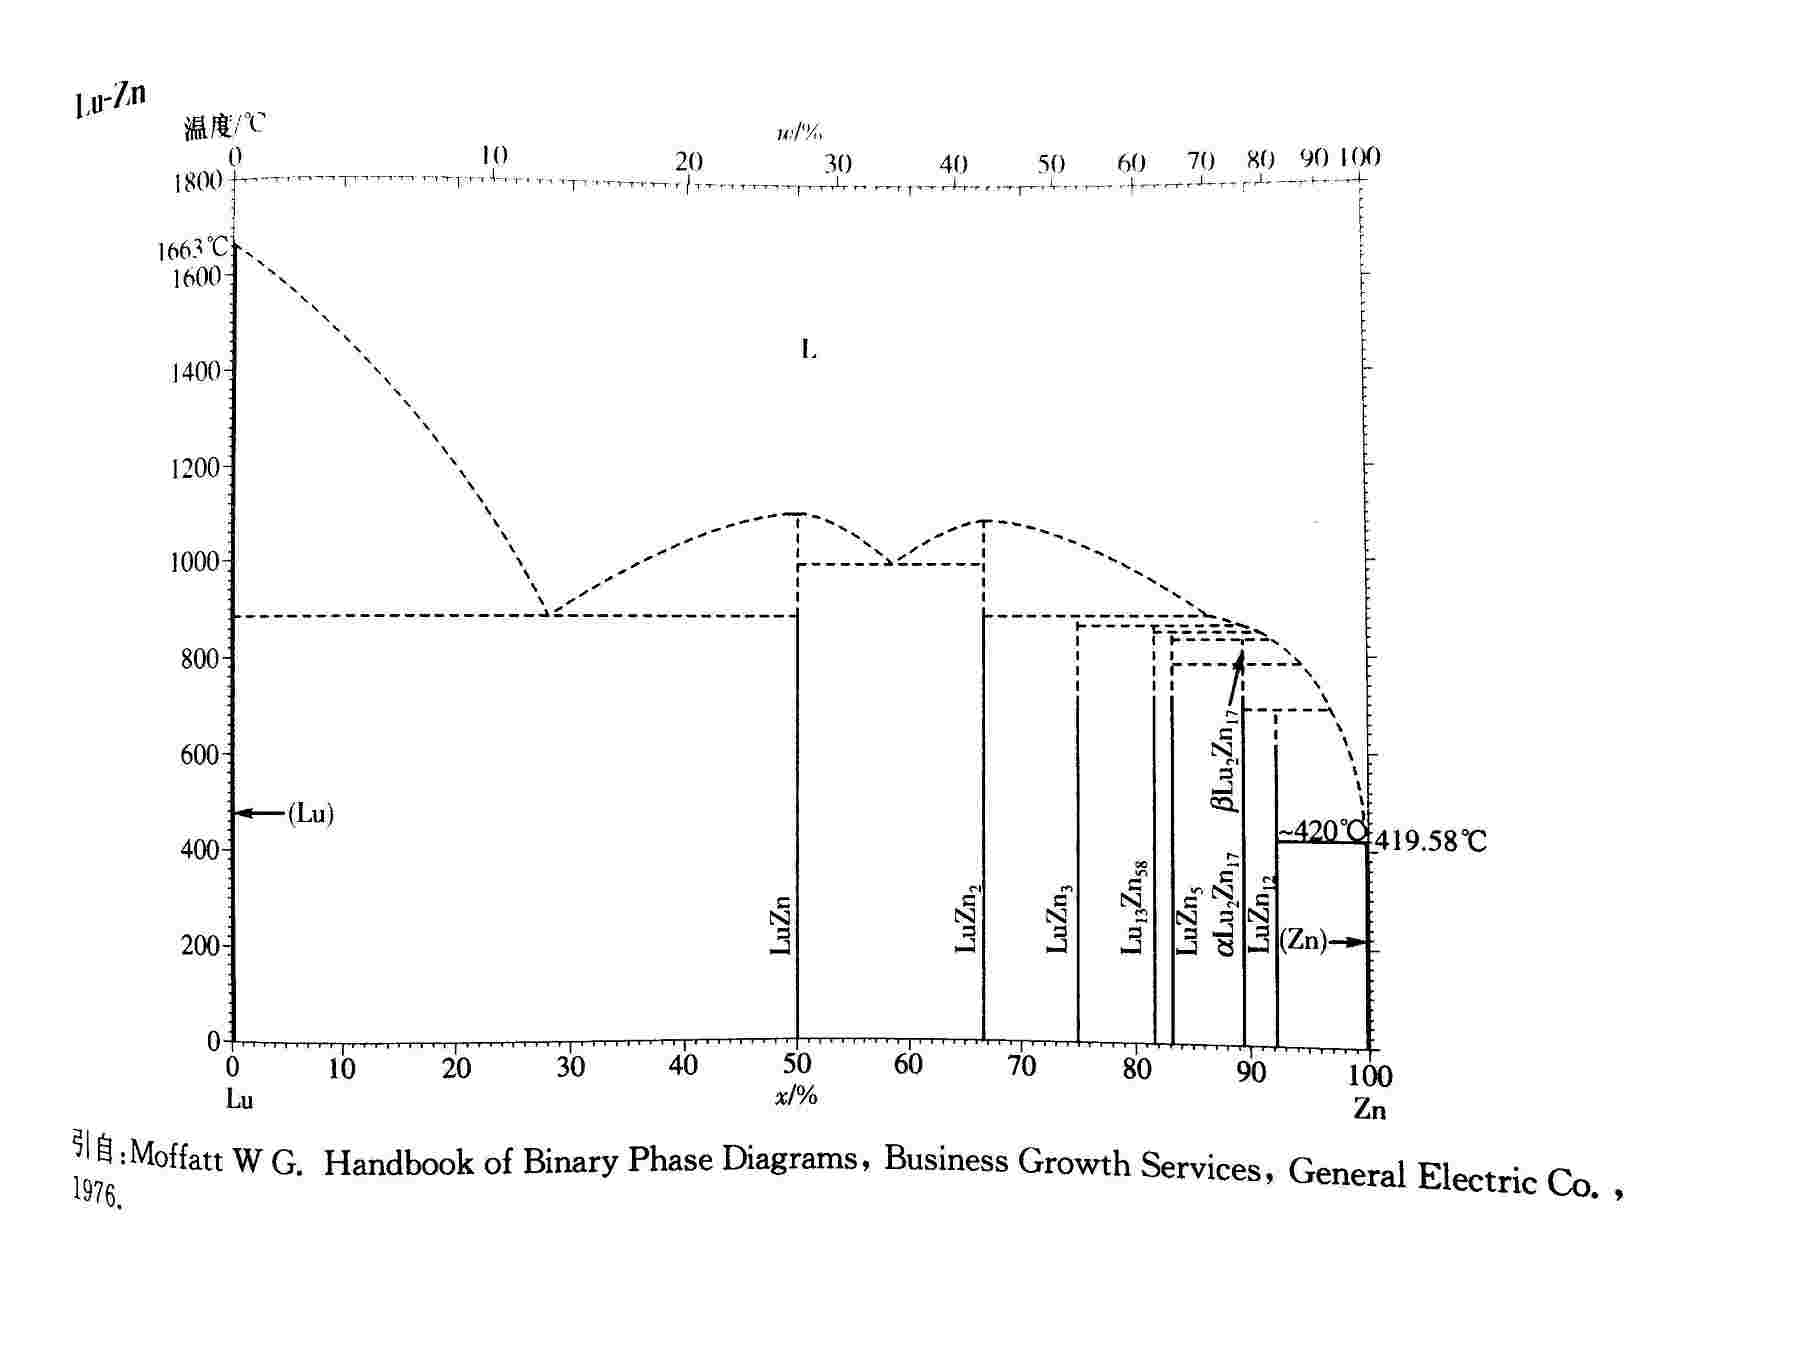 Lu-Zn
温度/℃
w/%
0 10 20 30 40 50 60 70 80 90 100
1800
1663℃
1600
L
1400
1200
1000
800
βLu₂Zn₁₇
600
(Lu)
~420℃ 419.58℃
400
LuZn LuZn₂ LuZn₃ Lu₁₃Zn₅₈ LuZn₅ αLu₂Zn₁₇ LuZn₁₂
(Zn)
200
0
0 10 20 30 40 50 60 70 80 90 100
Lu x/% Zn
引自:Moffatt W G. Handbook of Binary Phase Diagrams, Business Growth Services, General Electric Co. ,
1976.